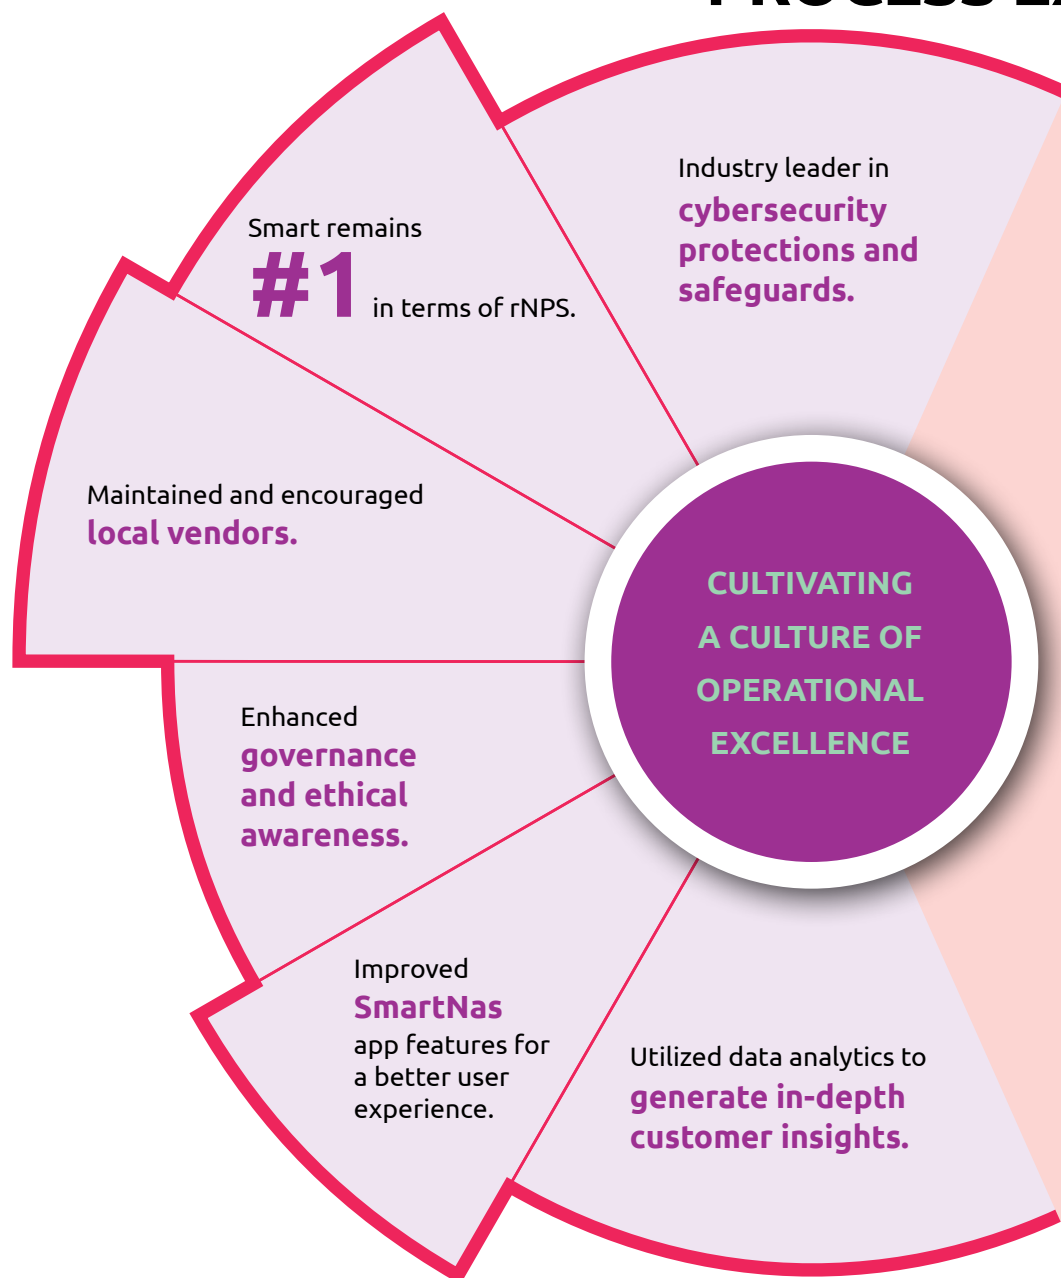 Industry leader in
cybersecurity
protections and
safeguards.
Smart remains
#1 in terms of rNPS.
Maintained and encouraged
local vendors.
CULTIVATING
A CULTURE OF
OPERATIONAL
EXCELLENCE
Enhanced
governance
and ethical
awareness.
Improved
SmartNas
app features for
a better user
experience.
Utilized data analytics to
generate in-depth
customer insights.